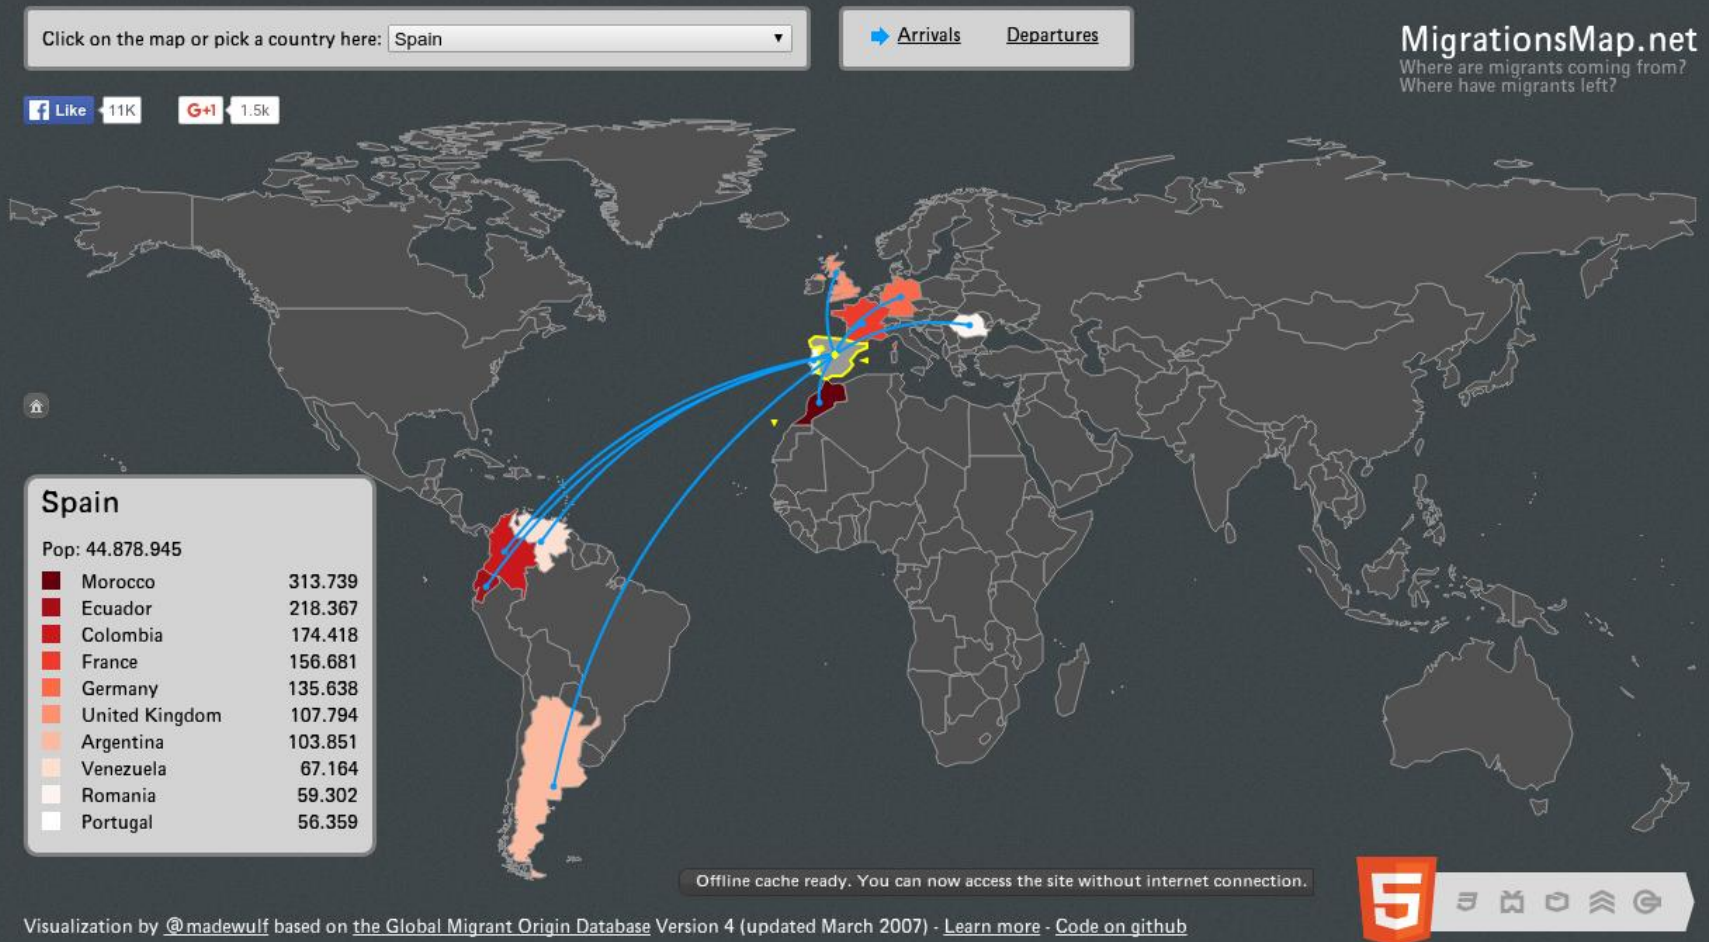 Click on the map or pick a country here: Spain
Arrivals Departures
MigrationsMap.net
Where are migrants coming from?
Where have migrants left?
Like 11K G+1 1.5k
Spain
Pop: 44.878.945
Morocco 313.739
Ecuador 218.367
Colombia 174.418
France 156.681
Germany 135.638
United Kingdom 107.794
Argentina 103.851
Venezuela 67.164
Romania 59.302
Portugal 56.359
Offline cache ready. You can now access the site without internet connection.
5
Visualization by @madewulf based on the Global Migrant Origin Database Version 4 (updated March 2007) - Learn more - Code on github